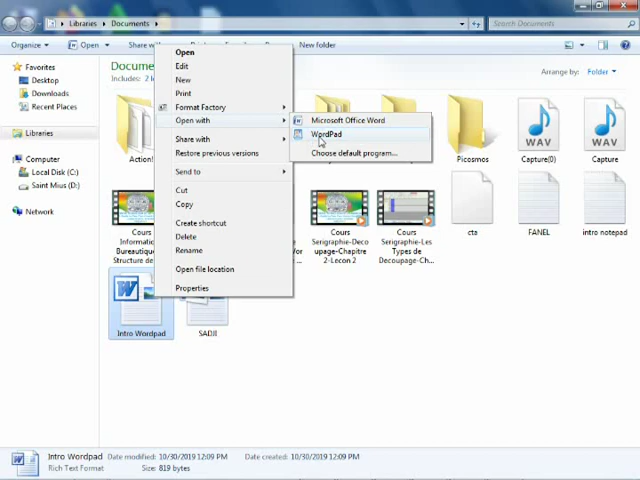 Libraries
Documents
Search Documents
Organize
Open
Share wi
New folder
Docume
Includes: 2 l
Arrange by:
Folder
Favorites
Desktop
Downloads
Recent Places
Libraries
Computer
Local Disk (C:)
Saint Mius (D:)
Network
Open
Edit
New
Print
Format Factory
Open with
Share with
Restore previous versions
Send to
Cut
Copy
Create shortcut
Delete
Rename
Open file location
Properties
Microsoft Office Word
WordPad
Choose default program...
Action!
Picosmos
WAV
Capture(0)
WAV
Capture
Cours
Informa
Bureautiq
Structure de
Wor
Cours
Serigraphie-Deco
upage-Chapitre
2-Lecon 2
Cours
Serigraphie-Les
Types de
Decoupage-Ch...
cta
FANEL
intro notepad
Intro Wordpad
SADJI
Intro Wordpad
Date modified: 10/30/2019 12:09 PM
Date created: 10/30/2019 12:09 PM
Rich Text Format
Size: 819 bytes